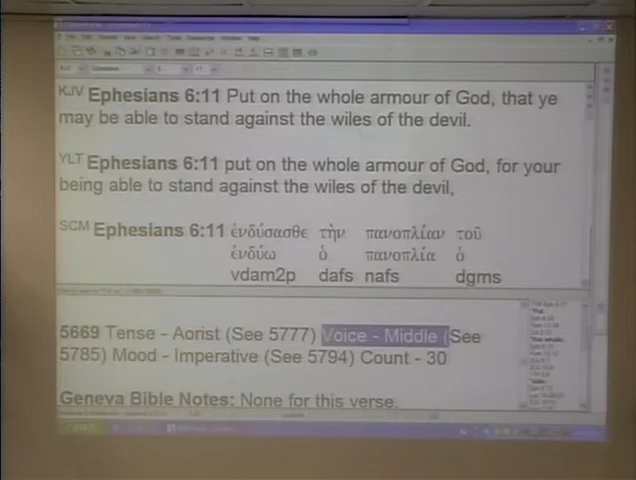 KJV Ephesians 6:11 Put on the whole armour of God, that ye
may be able to stand against the wiles of the devil.
YLT Ephesians 6:11 put on the whole armour of God, for your
being able to stand against the wiles of the devil,
SCM Ephesians 6:11 ἐνδύσασθε τὴν πανοπλίαν τοῦ
ἐνδύω ὁ πανοπλία ὁ
vdam2p dafs nafs dgms
5669 Tense - Aorist (See 5777) Voice - Middle (See
5785) Mood - Imperative (See 5794) Count - 30
Geneva Bible Notes: None for this verse.